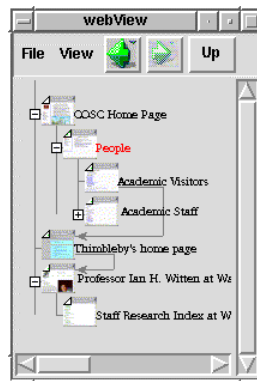 webView
File View Up
COSC Home Page
People
Academic Visitors
Academic Staff
Thimbleby's home page
Professor Ian H. Witten at Wa
Staff Research Index at W